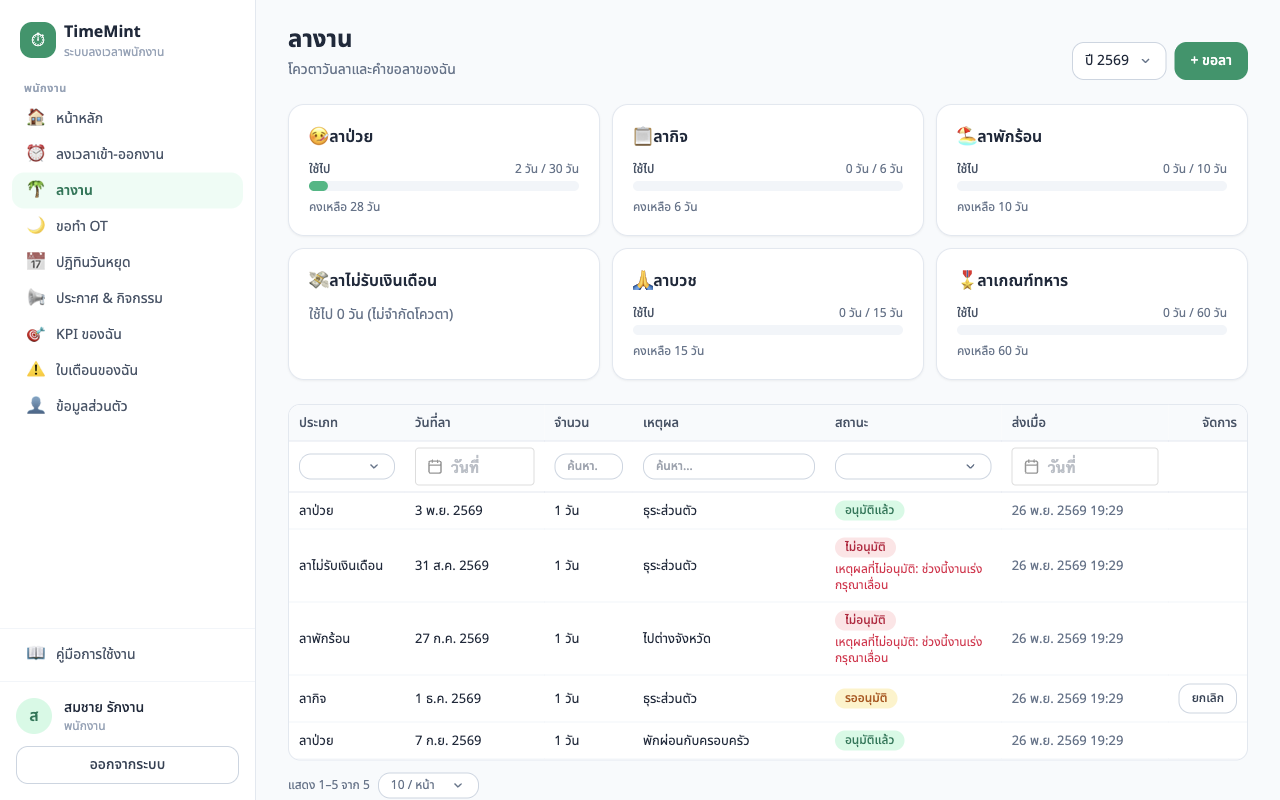 TimeMint
ระบบลงเวลาพนักงาน
พนักงาน
หน้าหลัก
ลงเวลาเข้า-ออกงาน
ลางาน
ขอทำ OT
ปฏิทินวันหยุด
ประกาศ & กิจกรรม
KPI ของฉัน
ใบเตือนของฉัน
ข้อมูลส่วนตัว
คู่มือการใช้งาน
ส
สมชาย รักงาน
พนักงาน
ออกจากระบบ
ลางาน
โควตาวันลาและคำขอลาของฉัน
ปี 2569
+ ขอลา
ลาป่วย
ใช้ไป 2 วัน / 30 วัน
คงเหลือ 28 วัน
ลากิจ
ใช้ไป 0 วัน / 6 วัน
คงเหลือ 6 วัน
ลาพักร้อน
ใช้ไป 0 วัน / 10 วัน
คงเหลือ 10 วัน
ลาไม่รับเงินเดือน
ใช้ไป 0 วัน (ไม่จำกัดโควตา)
ลาบวช
ใช้ไป 0 วัน / 15 วัน
คงเหลือ 15 วัน
ลาเกณฑ์ทหาร
ใช้ไป 0 วัน / 60 วัน
คงเหลือ 60 วัน
ประเภท วันที่ลา จำนวน เหตุผล สถานะ ส่งเมื่อ จัดการ
วันที่ ค้นหา. ค้นหา... วันที่
ลาป่วย 3 พ.ย. 2569 1 วัน ธุระส่วนตัว อนุมัติแล้ว 26 พ.ย. 2569 19:29
ลาไม่รับเงินเดือน 31 ส.ค. 2569 1 วัน ธุระส่วนตัว ไม่อนุมัติ 26 พ.ย. 2569 19:29
เหตุผลที่ไม่อนุมัติ: ช่วงนี้งานเร่ง
กรุณาเลื่อน
ลาพักร้อน 27 ก.ค. 2569 1 วัน ไปต่างจังหวัด ไม่อนุมัติ 26 พ.ย. 2569 19:29
เหตุผลที่ไม่อนุมัติ: ช่วงนี้งานเร่ง
กรุณาเลื่อน
ลากิจ 1 ธ.ค. 2569 1 วัน ธุระส่วนตัว รออนุมัติ 26 พ.ย. 2569 19:29 ยกเลิก
ลาป่วย 7 ก.ย. 2569 1 วัน พักผ่อนกับครอบครัว อนุมัติแล้ว 26 พ.ย. 2569 19:29
แสดง 1–5 จาก 5 10 / หน้า